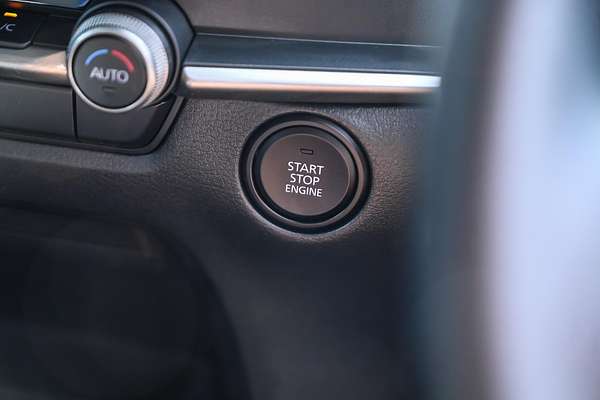 /C
AUTO
START
STOP
ENGINE